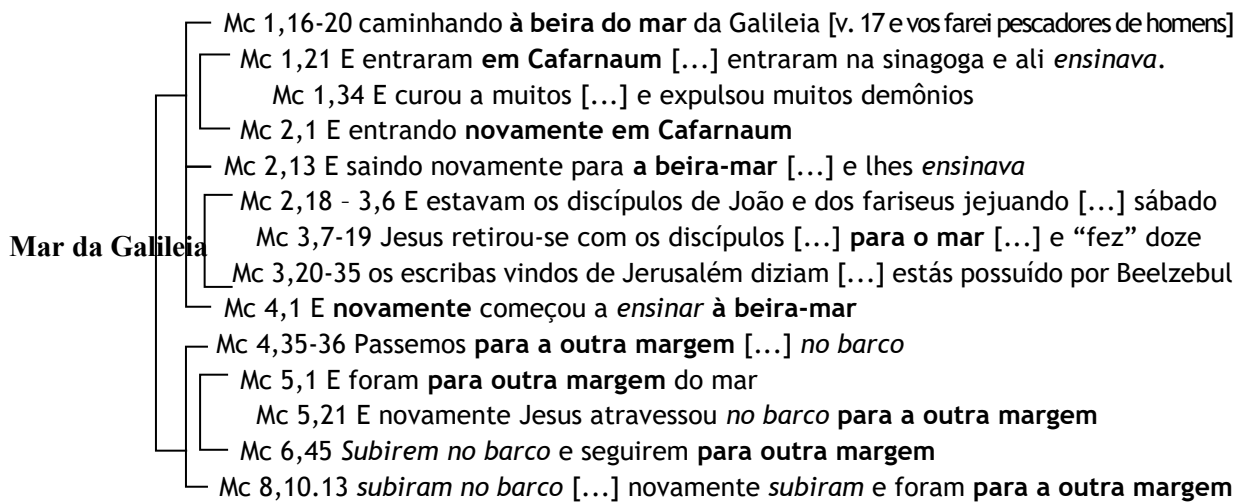 Mc 1,16-20 caminhando à beira do mar da Galileia [v. 17 e vos farei pescadores de homens]
Mc 1,21 E entraram em Cafarnaum [...] entraram na sinagoga e ali ensinava.
Mc 1,34 E curou a muitos [...] e expulsou muitos demônios
Mc 2,1 E entrando novamente em Cafarnaum
Mc 2,13 E saindo novamente para a beira-mar [...] e lhes ensinava
Mc 2,18 – 3,6 E estavam os discípulos de João e dos fariseus jejuando [...] sábado
Mar da Galileia
Mc 3,7-19 Jesus retirou-se com os discípulos [...] para o mar [...] e “fez” doze
Mc 3,20-35 os escribas vindos de Jerusalém diziam [...] estás possuído por Beelzebul
Mc 4,1 E novamente começou a ensinar à beira-mar
Mc 4,35-36 Passemos para a outra margem [...] no barco
Mc 5,1 E foram para outra margem do mar
Mc 5,21 E novamente Jesus atravessou no barco para a outra margem
Mc 6,45 Subirem no barco e seguirem para outra margem
Mc 8,10.13 subiram no barco [...] novamente subiram e foram para a outra margem